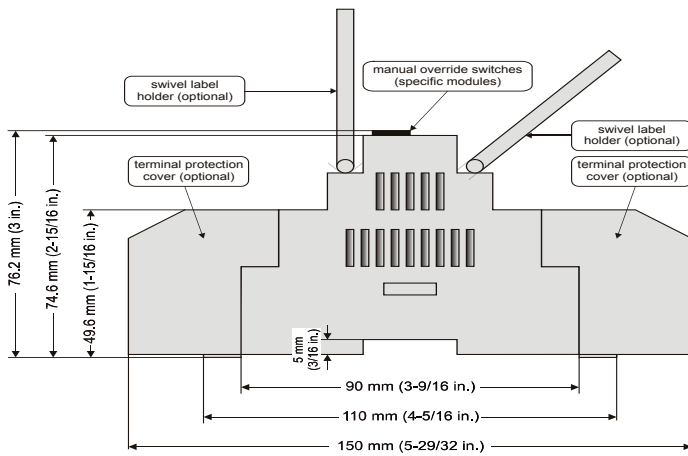 manual override switches
(specific modules)
swivel label
holder (optional)
swivel label
holder (optional)
terminal protection
cover (optional)
terminal protection
cover (optional)
76.2 mm (3 in.)
74.6 mm (2-15/16 in.)
49.6 mm (1-15/16 in.)
5 mm
(3/16 in.)
90 mm (3-9/16 in.)
110 mm (4-5/16 in.)
150 mm (5-29/32 in.)